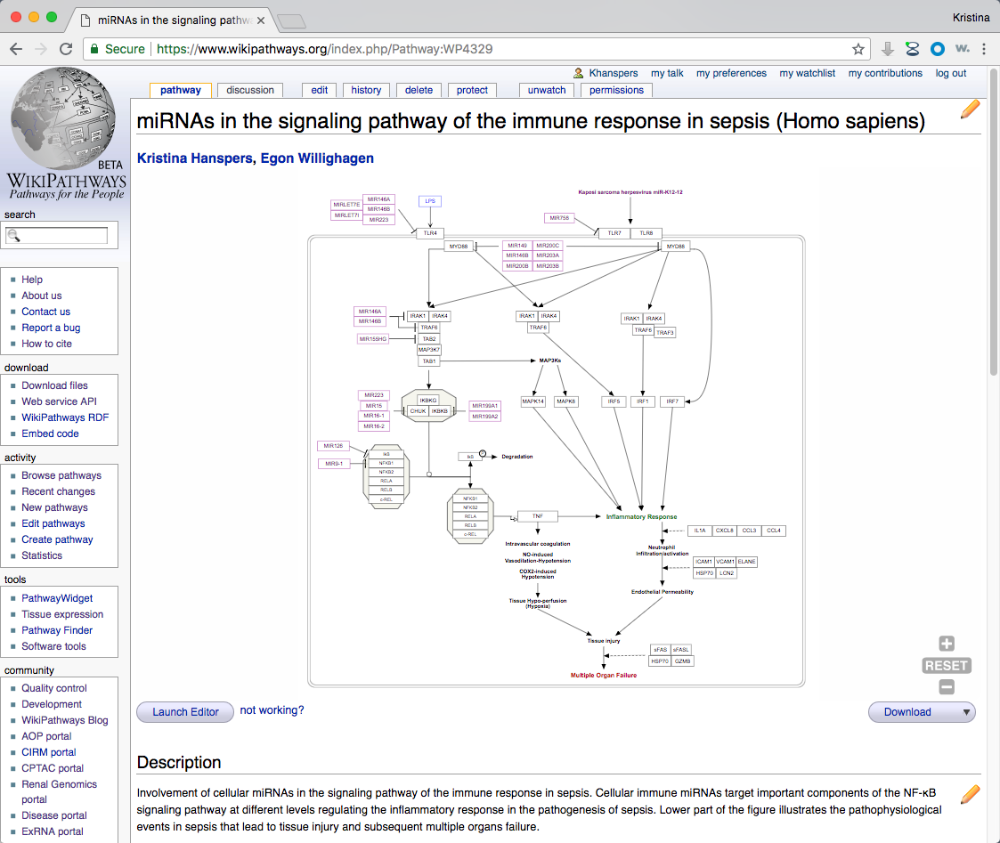 miRNAs in the signaling pathw
Kristina
Secure https://www.wikipathways.org/index.php/Pathway:WP4329
W.
Khanspers my talk my preferences my watchlist my contributions log out
pathway discussion edit history delete protect unwatch permissions
miRNAs in the signaling pathway of the immune response in sepsis (Homo sapiens)
Kristina Hanspers, Egon Willighagen
BETA
WIKIPATHWAYS
Pathways for the People
search
Help
About us
Contact us
Report a bug
How to cite
download
Download files
Web service API
WikiPathways RDF
Embed code
activity
Browse pathways
Recent changes
New pathways
Edit pathways
Create pathway
Statistics
tools
PathwayWidget
Tissue expression
Pathway Finder
Software tools
community
Quality control
Development
WikiPathways Blog
AOP portal
CIRM portal
CPTAC portal
Renal Genomics
portal
Disease portal
ExRNA portal
Kaposi sarcoma herpesvirus miR-K12-12
MIRLET7E
MIRLET7I
MIR146A
MIR146B
MIR223
LPS
MIR758
TLR4
TLR7 TLR8
MYD88
MIR149 MIR200C
MIR146B MIR203A
MIR200B MIR203B
MYD88
MIR146A
MIR146B
MIR155HG
IRAK1 IRAK4
TRAF6
TAB2
MAP3K7
TAB1
IRAK1 IRAK4
TRAF6
IRAK1 IRAK4
TRAF6 TRAF3
MAP3Ks
MIR223
MIR15
MIR16-1
MIR16-2
IKBKG
CHUK IKBKB
MIR199A1
MIR199A2
MAPK14 MAPK8 IRF5 IRF1 IRF7
MIR126
MIR9-1
IkB
NFKB1
NFKB2
RELA
RELB
c-REL
IkB
P
Degradation
NFKB1
NFKB2
RELA
RELB
c-REL
TNF
Inflammatory Response
IL1A CXCL8 CCL3 CCL4
Intravascular coagulation
NO-induced
Vasodilation-Hypotension
COX2-induced
Hypotension
Neutrophil
Infiltration/activation
ICAM1 VCAM1 ELANE
HSP70 LCN2
Endothelial Permeability
Tissue Hypo-perfusion
(Hypoxia)
Tissue injury
sFAS sFASL
HSP70 GZMB
Multiple Organ Failure
RESET
Launch Editor not working? Download
Description
Involvement of cellular miRNAs in the signaling pathway of the immune response in sepsis. Cellular immune miRNAs target important components of the NF-κB
signaling pathway at different levels regulating the inflammatory response in the pathogenesis of sepsis. Lower part of the figure illustrates the pathophysiological
events in sepsis that lead to tissue injury and subsequent multiple organs failure.